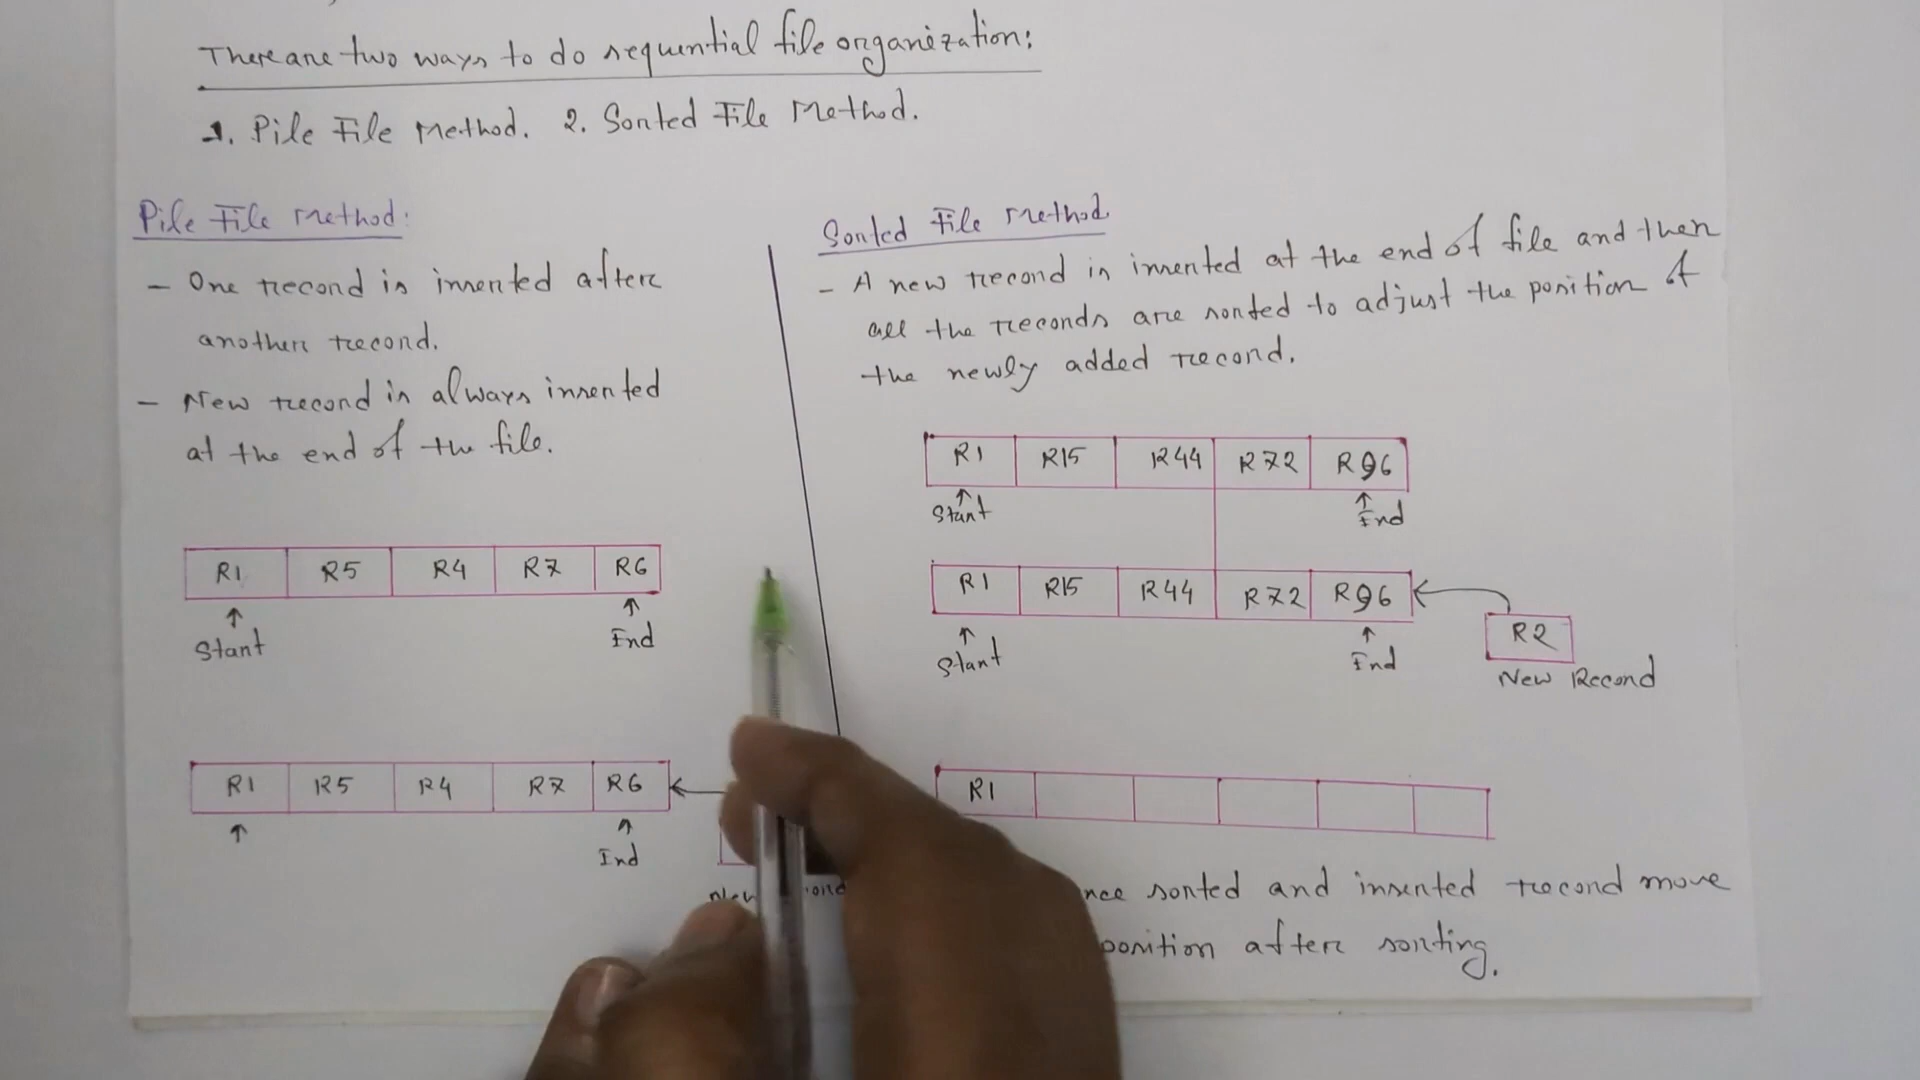 There are two ways to do sequential file organization:
1. Pile File Method. 2. Sorted File Method.
Pile File Method:
- One record is inserted after
another record.
- New record is always inserted
at the end of the file.
R1 R5 R4 R7 R6
Start End
R1 R5 R4 R7 R6
End
New
Sorted File Method
- A new record is inserted at the end of file and then
all the records are sorted to adjust the position of
the newly added record.
R1 R15 R44 R72 R96
Start End
R1 R15 R44 R72 R96
R2
Start End
New Record
R1
sorted and inserted record move
position after sorting.